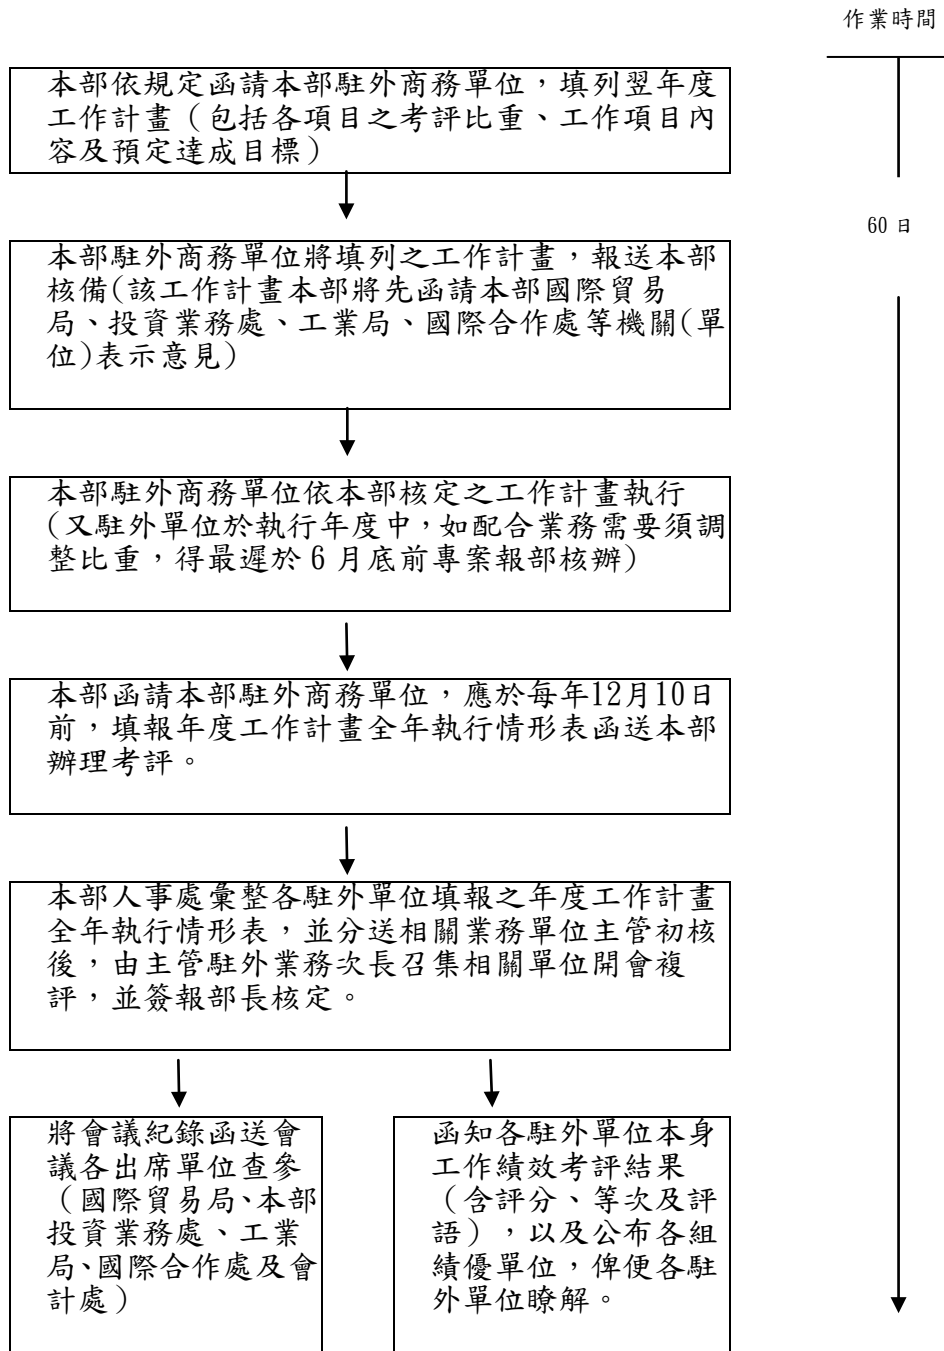 作業時間
本部依規定函請本部駐外商務單位，填列翌年度
工作計畫（包括各項目之考評比重、工作項目內
容及預定達成目標）
60 日
本部駐外商務單位將填列之工作計畫，報送本部
核備(該工作計畫本部將先函請本部國際貿易
局、投資業務處、工業局、國際合作處等機關(單
位)表示意見)
本部駐外商務單位依本部核定之工作計畫執行
(又駐外單位於執行年度中，如配合業務需要須調
整比重，得最遲於 6 月底前專案報部核辦)
本部函請本部駐外商務單位，應於每年12月10日
前，填報年度工作計畫全年執行情形表函送本部
辦理考評。
本部人事處彙整各駐外單位填報之年度工作計畫
全年執行情形表，並分送相關業務單位主管初核
後，由主管駐外業務次長召集相關單位開會複
評，並簽報部長核定。
將會議紀錄函送會
議各出席單位查參
（國際貿易局、本部
投資業務處、工業
局、國際合作處及會
計處）
函知各駐外單位本身
工作績效考評結果
（含評分、等次及評
語），以及公布各組
績優單位，俾便各駐
外單位瞭解。